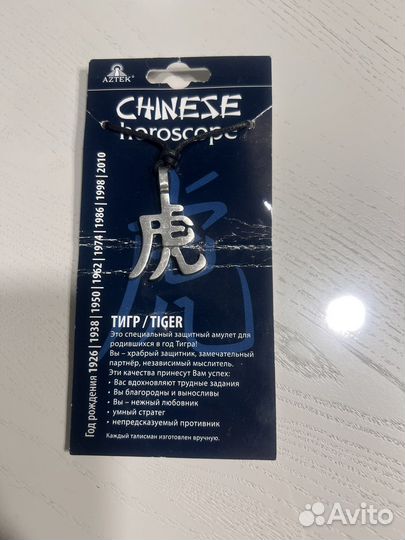 AZTEK®
CHINESE
horoscope
虎
Год рождения 1926 | 1938 | 1950 | 1962 | 1974 | 1986 | 1998 | 2010
ТИГР / TIGER
Это специальный защитный амулет для
родившихся в год Тигра!
Вы – храбрый защитник, замечательный
партнёр, независимый мыслитель.
Эти качества принесут Вам успех:
• Вас вдохновляют трудные задания
• Вы благородны и выносливы
• Вы – нежный любовник
• умный стратег
• непредсказуемый противник
Каждый талисман изготовлен вручную.
Avito